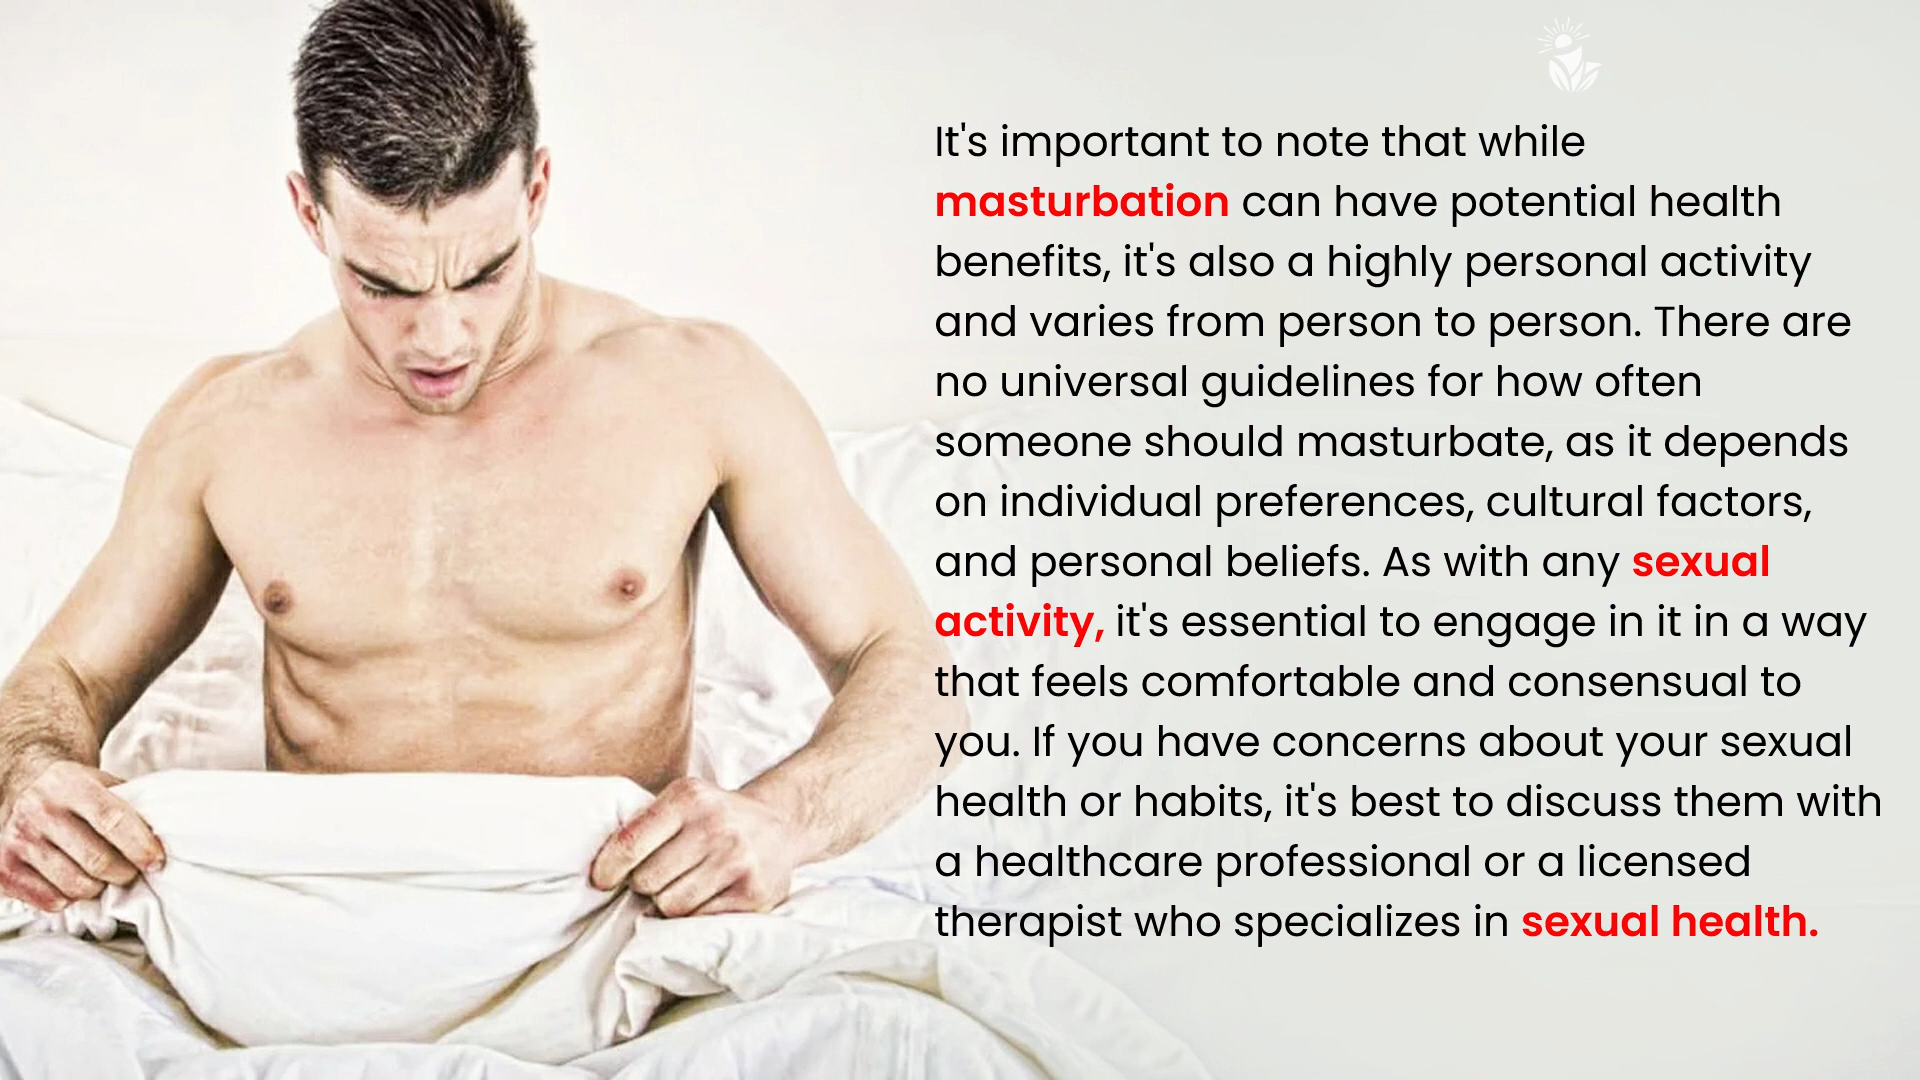 It's important to note that while
masturbation can have potential health
benefits, it's also a highly personal activity
and varies from person to person. There are
no universal guidelines for how often
someone should masturbate, as it depends
on individual preferences, cultural factors,
and personal beliefs. As with any sexual
activity, it's essential to engage in it in a way
that feels comfortable and consensual to
you. If you have concerns about your sexual
health or habits, it's best to discuss them with
a healthcare professional or a licensed
therapist who specializes in sexual health.